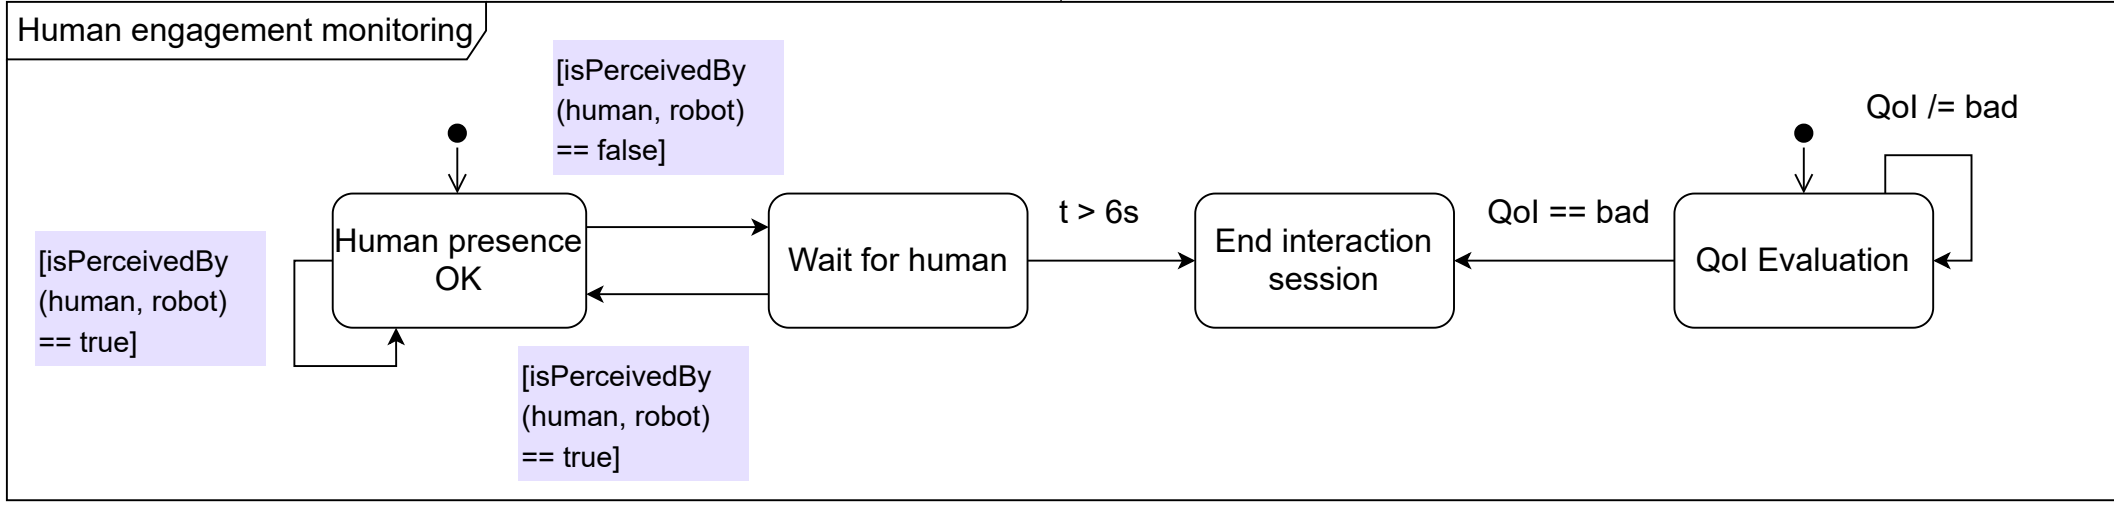 Human engagement monitoring
[isPerceivedBy
(human, robot)
== false]
QoI /= bad
[isPerceivedBy
(human, robot)
== true]
Human presence
OK
Wait for human
t > 6s
End interaction
session
QoI == bad
QoI Evaluation
[isPerceivedBy
(human, robot)
== true]